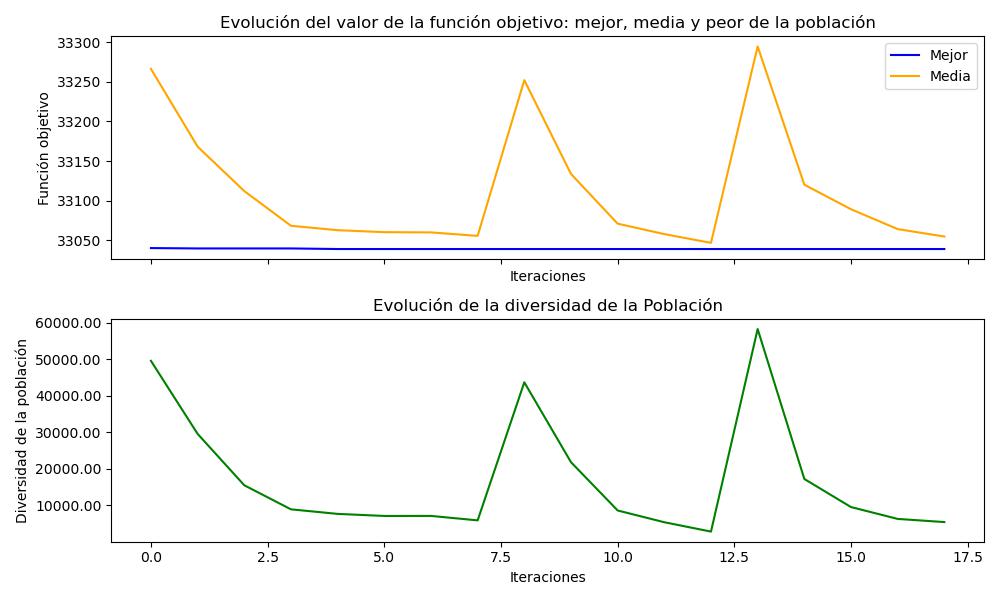 Evolución del valor de la función objetivo: mejor, media y peor de la población
33300
33250
33200
33150
33100
33050
Función objetivo
Mejor
Media
Iteraciones
Evolución de la diversidad de la Población
60000.00
50000.00
40000.00
30000.00
20000.00
10000.00
Diversidad de la población
0.0 2.5 5.0 7.5 10.0 12.5 15.0 17.5
Iteraciones